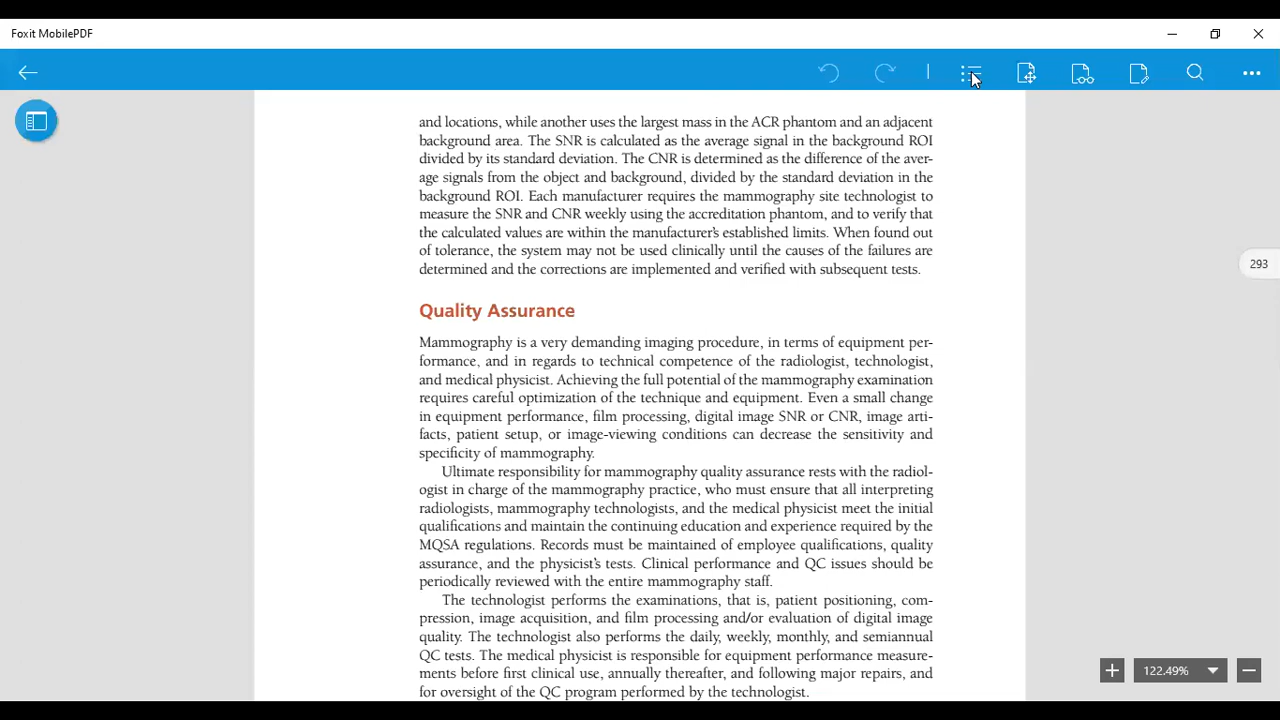 Foxit MobilePDF
and locations, while another uses the largest mass in the ACR phantom and an adjacent
background area. The SNR is calculated as the average signal in the background ROI
divided by its standard deviation. The CNR is determined as the difference of the aver-
age signals from the object and background, divided by the standard deviation in the
background ROI. Each manufacturer requires the mammography site technologist to
measure the SNR and CNR weekly using the accreditation phantom, and to verify that
the calculated values are within the manufacturer's established limits. When found out
of tolerance, the system may not be used clinically until the causes of the failures are
determined and the corrections are implemented and verified with subsequent tests.
293
Quality Assurance
Mammography is a very demanding imaging procedure, in terms of equipment per-
formance, and in regards to technical competence of the radiologist, technologist,
and medical physicist. Achieving the full potential of the mammography examination
requires careful optimization of the technique and equipment. Even a small change
in equipment performance, film processing, digital image SNR or CNR, image arti-
facts, patient setup, or image-viewing conditions can decrease the sensitivity and
specificity of mammography.
Ultimate responsibility for mammography quality assurance rests with the radiol-
ogist in charge of the mammography practice, who must ensure that all interpreting
radiologists, mammography technologists, and the medical physicist meet the initial
qualifications and maintain the continuing education and experience required by the
MQSA regulations. Records must be maintained of employee qualifications, quality
assurance, and the physicist's tests. Clinical performance and QC issues should be
periodically reviewed with the entire mammography staff.
The technologist performs the examinations, that is, patient positioning, com-
pression, image acquisition, and film processing and/or evaluation of digital image
quality. The technologist also performs the daily, weekly, monthly, and semiannual
QC tests. The medical physicist is responsible for equipment performance measure-
ments before first clinical use, annually thereafter, and following major repairs, and
for oversight of the QC program performed by the technologist.
122.49%